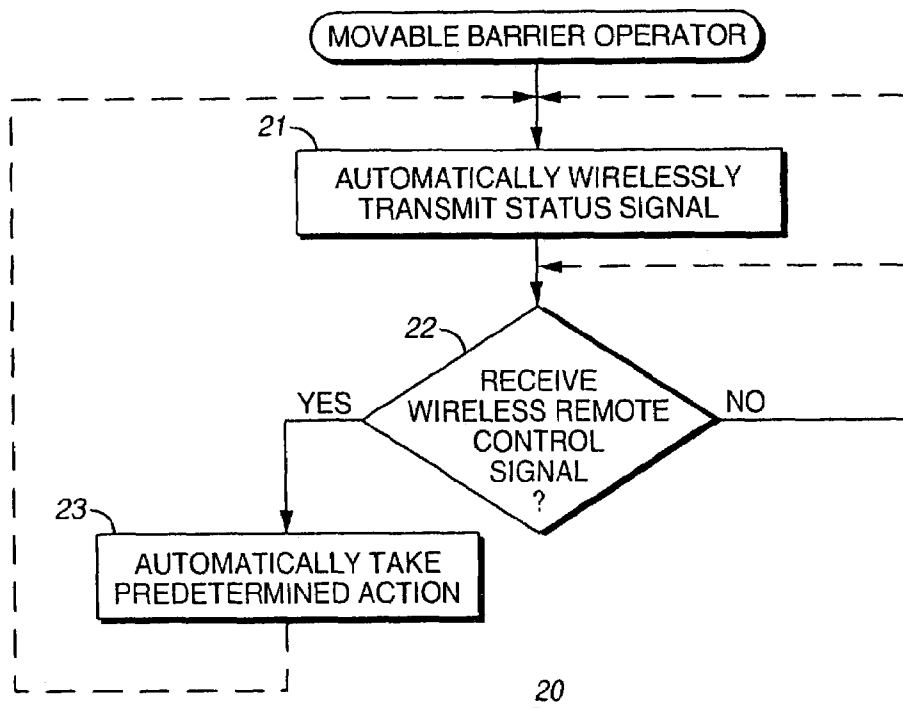 MOVABLE BARRIER OPERATOR
21
AUTOMATICALLY WIRELESSLY
TRANSMIT STATUS SIGNAL
22
RECEIVE
WIRELESS REMOTE
CONTROL
SIGNAL
?
YES
NO
23
AUTOMATICALLY TAKE
PREDETERMINED ACTION
20